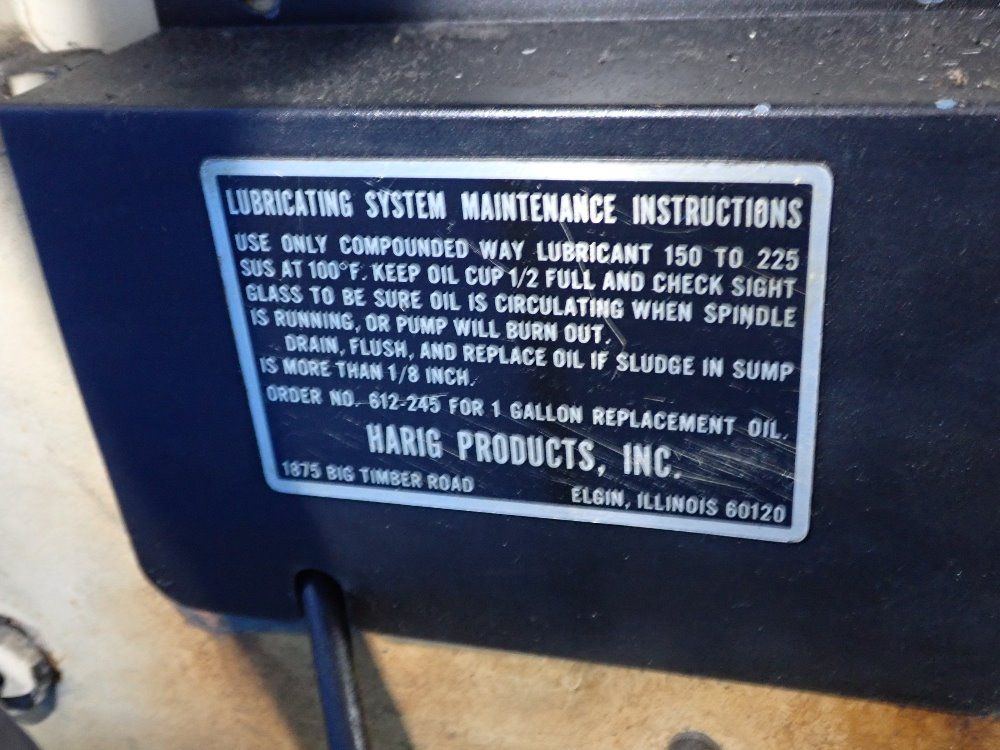 LUBRICATING SYSTEM MAINTENANCE INSTRUCTIONS
USE ONLY COMPOUNDED WAY LUBRICANT 150 TO 225
SUS AT 100°F. KEEP OIL CUP 1/2 FULL AND CHECK SIGHT
GLASS TO BE SURE OIL IS CIRCULATING WHEN SPINDLE
IS RUNNING, OR PUMP WILL BURN OUT.
DRAIN, FLUSH, AND REPLACE OIL IF SLUDGE IN SUMP
IS MORE THAN 1/8 INCH.
ORDER NO. 612-245 FOR 1 GALLON REPLACEMENT OIL.
HARIG PRODUCTS, INC.
1875 BIG TIMBER ROAD ELGIN, ILLINOIS 60120